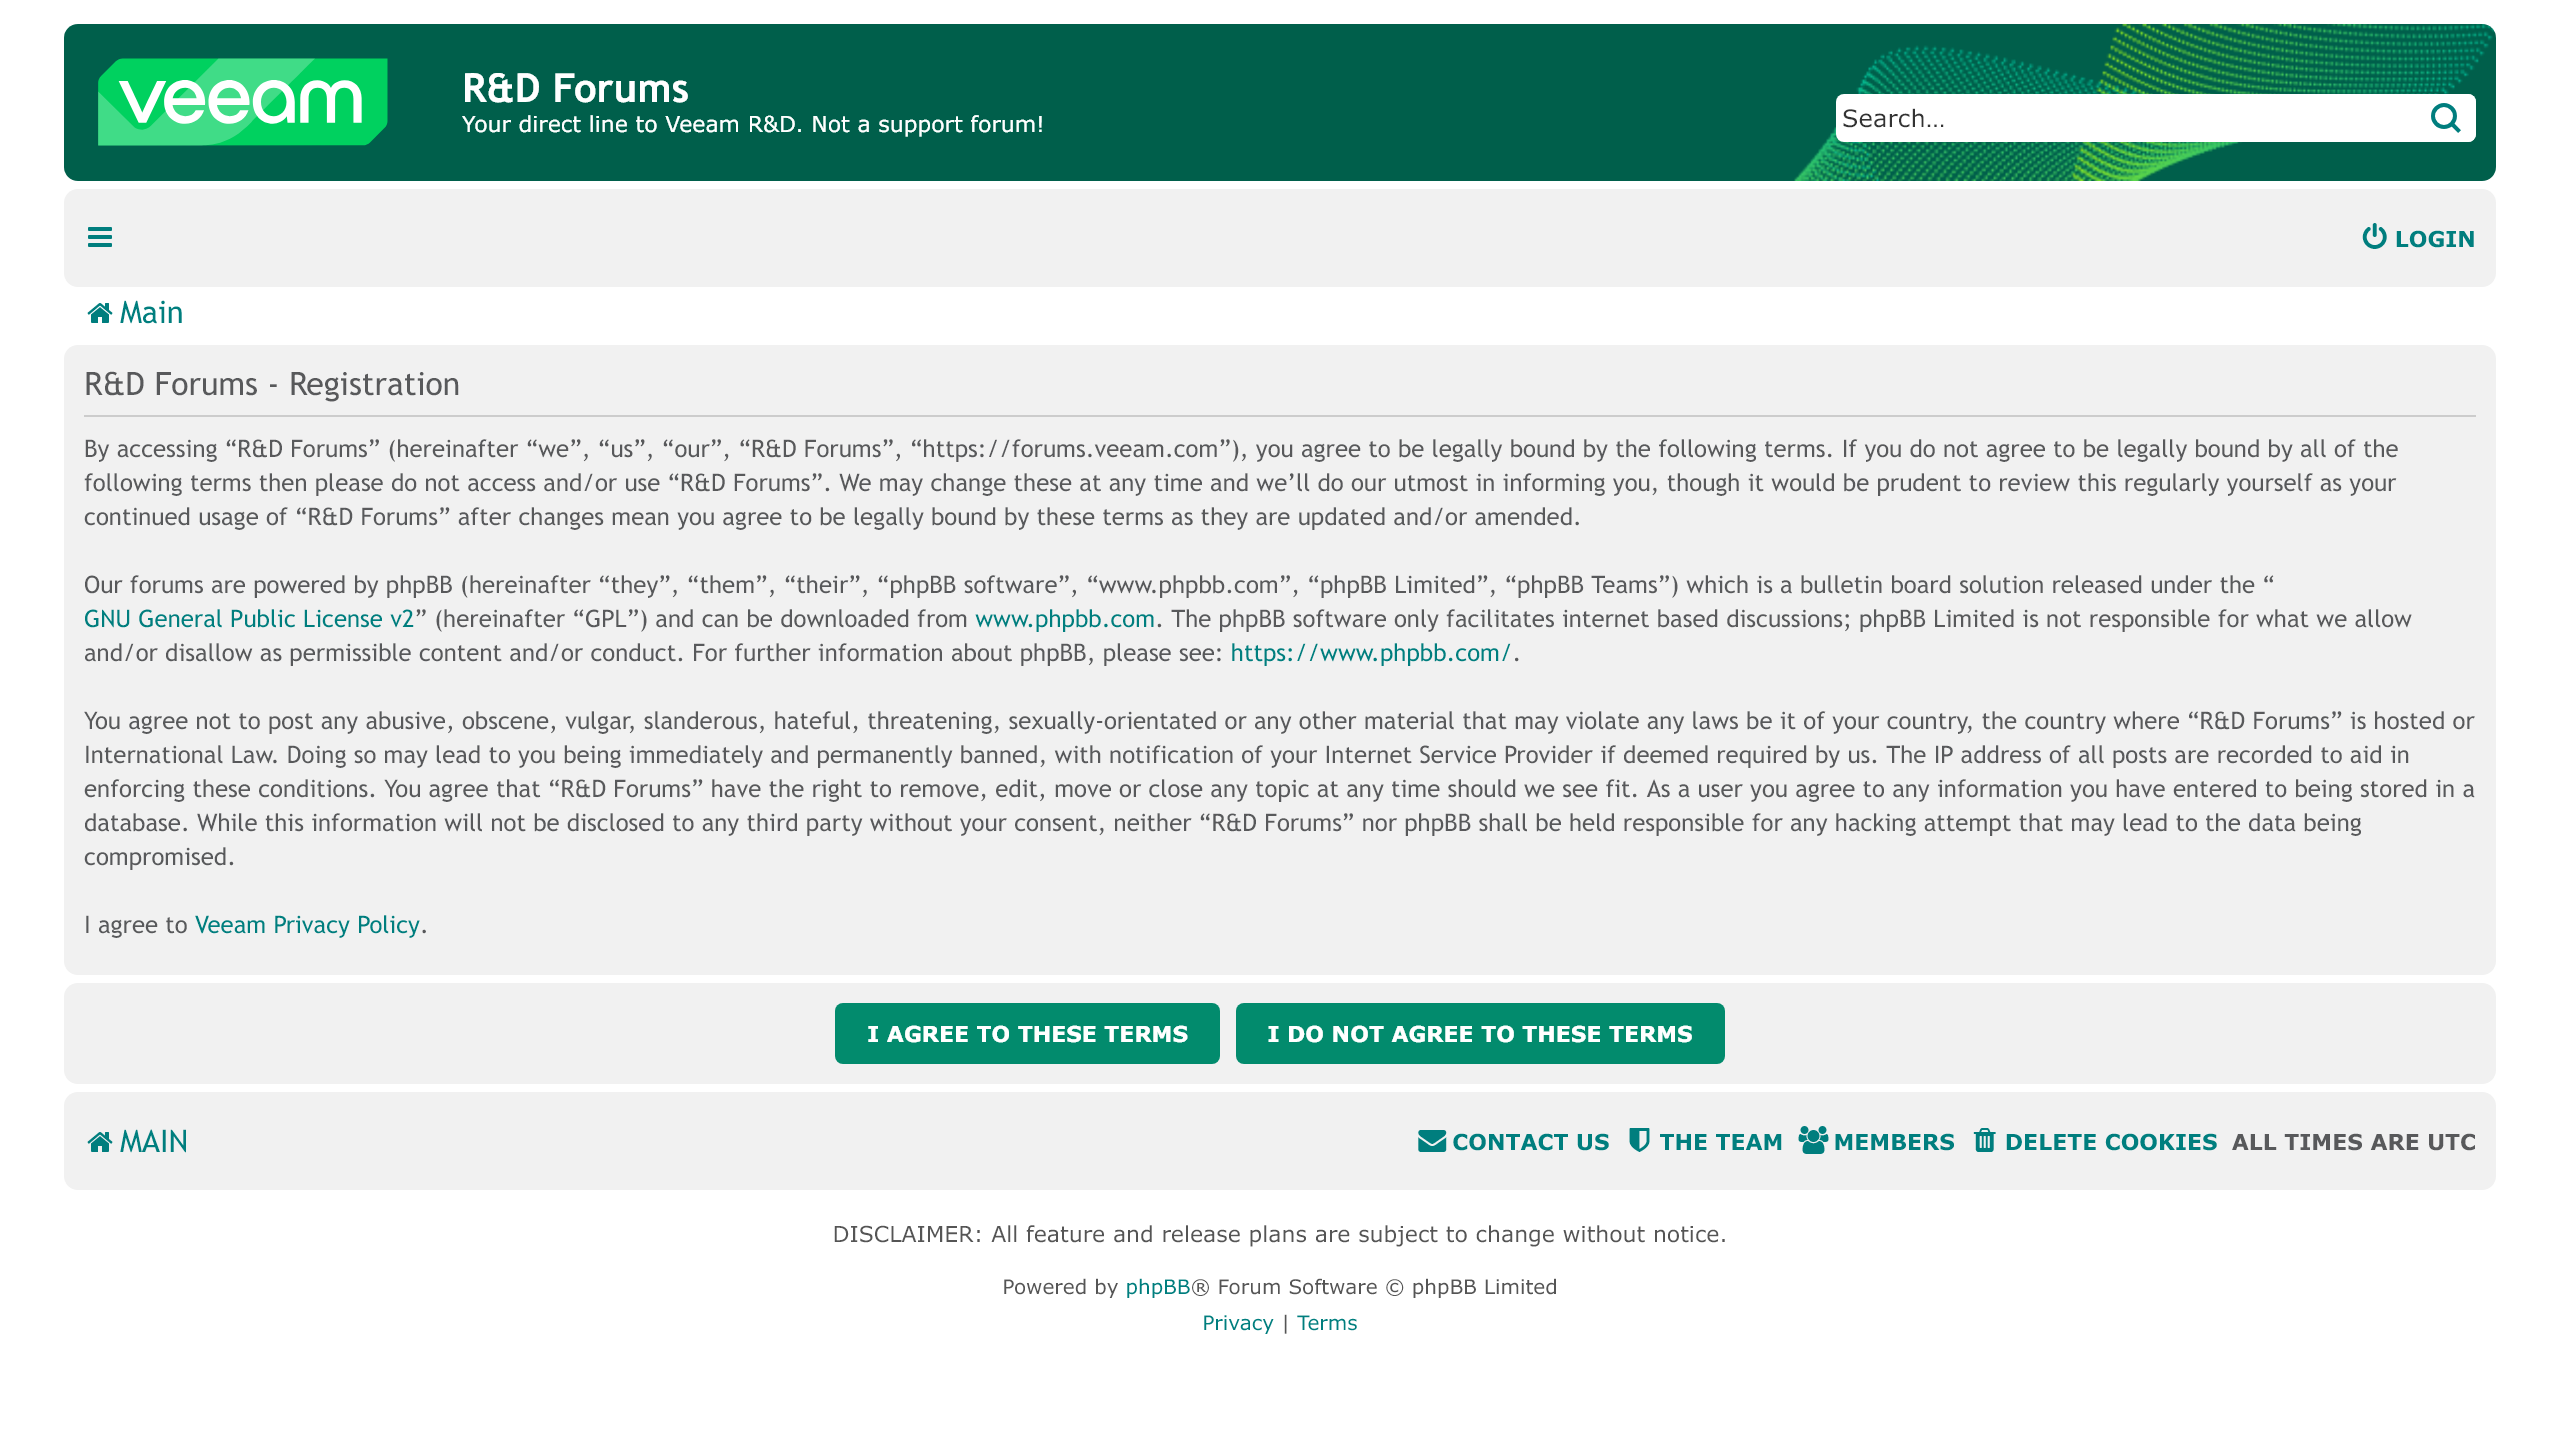 veeam
R&D Forums
Your direct line to Veeam R&D. Not a support forum!
Search…
LOGIN
Main
R&D Forums - Registration
By accessing “R&D Forums” (hereinafter “we”, “us”, “our”, “R&D Forums”, “https://forums.veeam.com”), you agree to be legally bound by the following terms. If you do not agree to be legally bound by all of the
following terms then please do not access and/or use “R&D Forums”. We may change these at any time and we’ll do our utmost in informing you, though it would be prudent to review this regularly yourself as your
continued usage of “R&D Forums” after changes mean you agree to be legally bound by these terms as they are updated and/or amended.
Our forums are powered by phpBB (hereinafter “they”, “them”, “their”, “phpBB software”, “www.phpbb.com”, “phpBB Limited”, “phpBB Teams”) which is a bulletin board solution released under the “
GNU General Public License v2” (hereinafter “GPL”) and can be downloaded from www.phpbb.com. The phpBB software only facilitates internet based discussions; phpBB Limited is not responsible for what we allow
and/or disallow as permissible content and/or conduct. For further information about phpBB, please see: https://www.phpbb.com/.
You agree not to post any abusive, obscene, vulgar, slanderous, hateful, threatening, sexually-orientated or any other material that may violate any laws be it of your country, the country where “R&D Forums” is hosted or
International Law. Doing so may lead to you being immediately and permanently banned, with notification of your Internet Service Provider if deemed required by us. The IP address of all posts are recorded to aid in
enforcing these conditions. You agree that “R&D Forums” have the right to remove, edit, move or close any topic at any time should we see fit. As a user you agree to any information you have entered to being stored in a
database. While this information will not be disclosed to any third party without your consent, neither “R&D Forums” nor phpBB shall be held responsible for any hacking attempt that may lead to the data being
compromised.
I agree to Veeam Privacy Policy.
I AGREE TO THESE TERMS I DO NOT AGREE TO THESE TERMS
MAIN CONTACT US THE TEAM MEMBERS DELETE COOKIES ALL TIMES ARE UTC
DISCLAIMER: All feature and release plans are subject to change without notice.
Powered by phpBB® Forum Software © phpBB Limited
Privacy | Terms